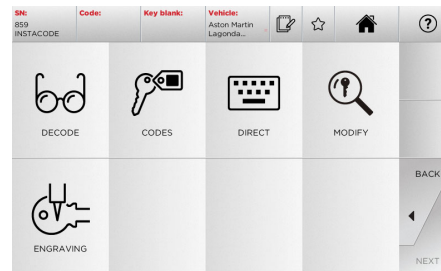 SN: Code: Key blank: Vehicle:
859 Aston Martin
INSTACODE Lagonda...
DECODE CODES DIRECT MODIFY
BACK
ENGRAVING
NEXT